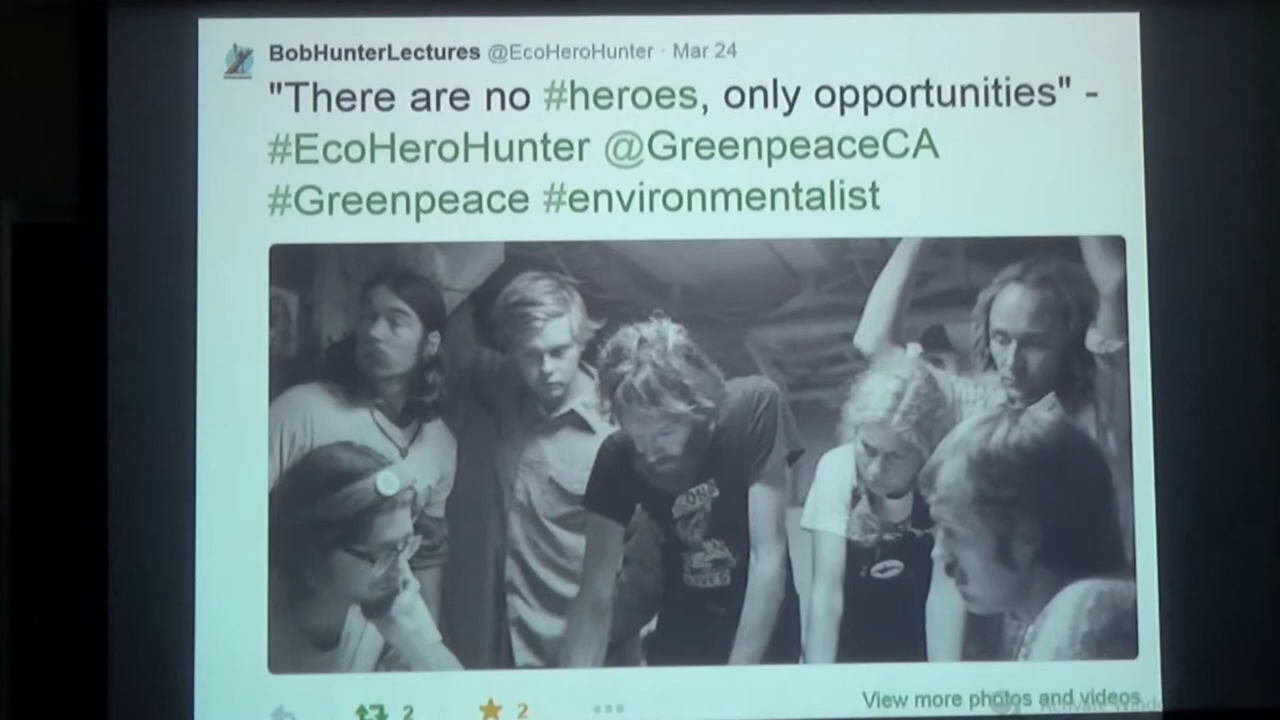 BobHunterLectures @EcoHeroHunter · Mar 24
"There are no #heroes, only opportunities" -
#EcoHeroHunter @GreenpeaceCA
#Greenpeace #environmentalist
2 2
View more photos and videos